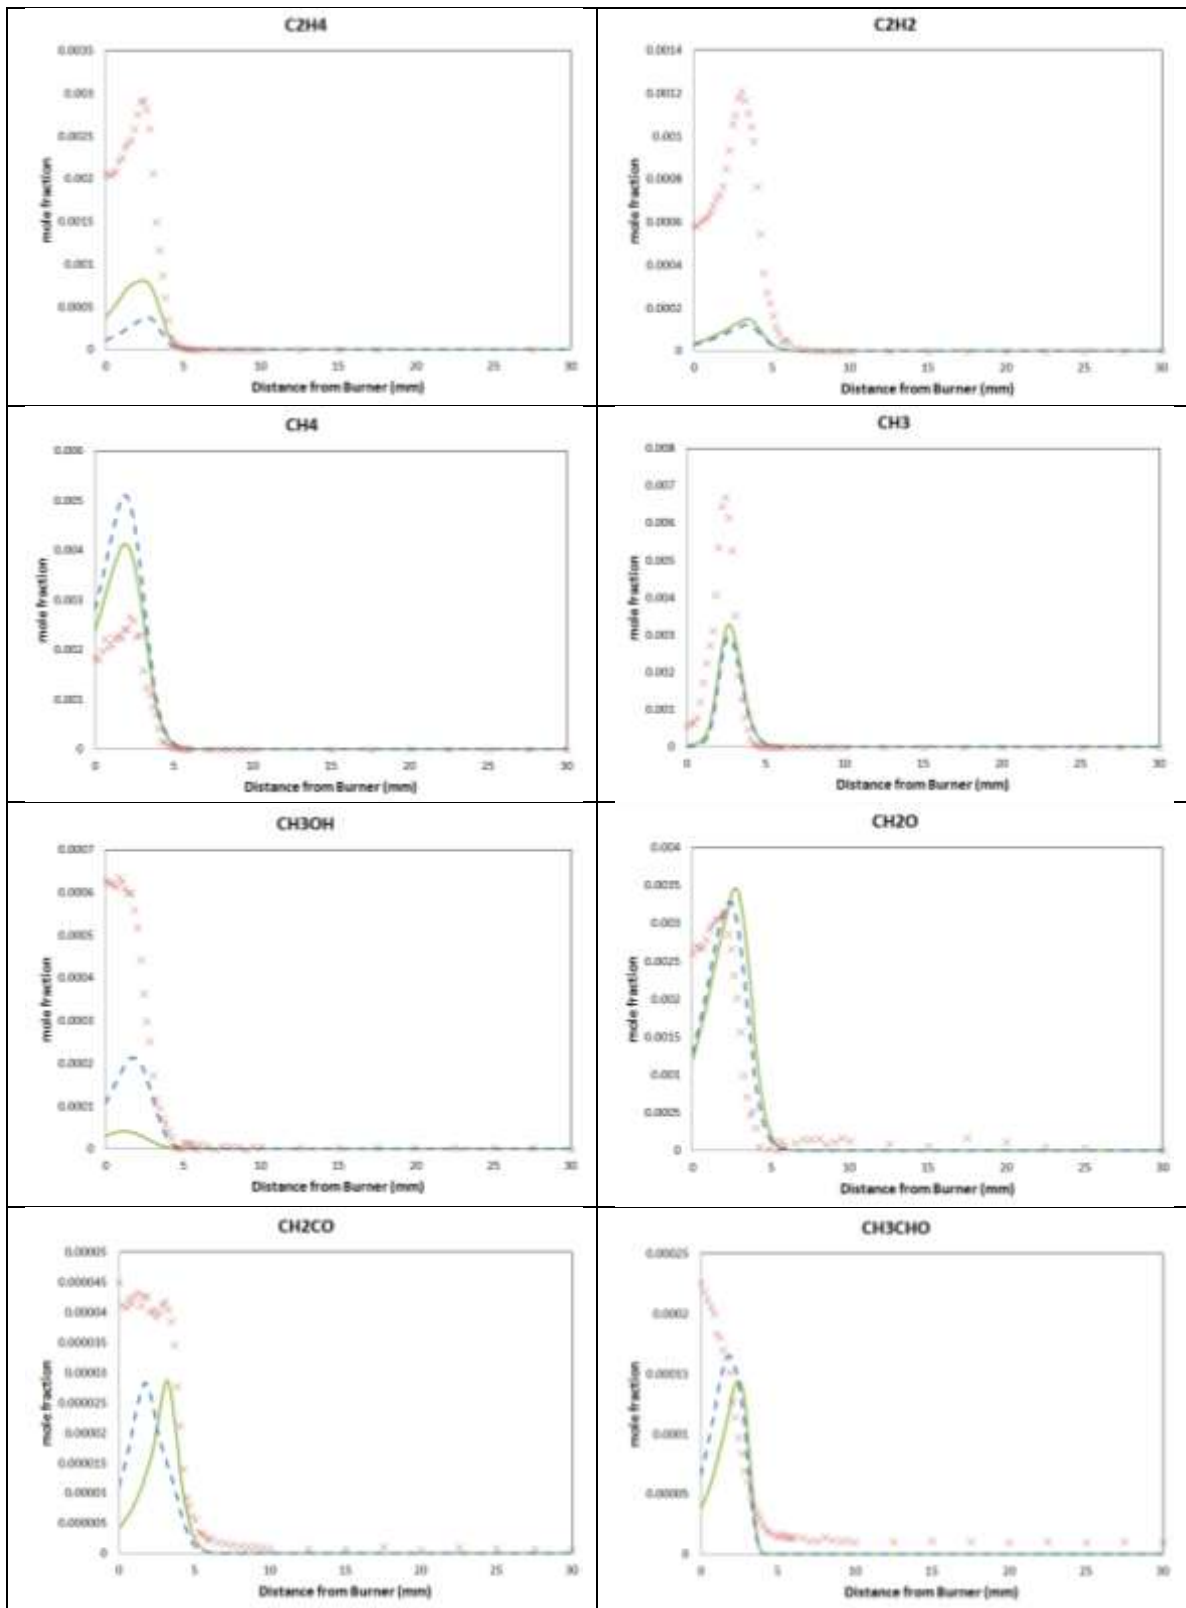 C2H4
0.0035
0.003
0.0025
0.002
0.0015
0.001
0.0005
0
mole fraction
0 5 10 15 20 25 30
Distance from Burner (mm)
C2H2
0.0014
0.0012
0.001
0.0008
0.0006
0.0004
0.0002
0
mole fraction
0 5 10 15 20 25 30
Distance from Burner (mm)
CH4
0.006
0.005
0.004
0.003
0.002
0.001
0
mole fraction
0 5 10 15 20 25 30
Distance from Burner (mm)
CH3
0.008
0.007
0.006
0.005
0.004
0.003
0.002
0.001
0
mole fraction
0 5 10 15 20 25 30
Distance from Burner (mm)
CH3OH
0.0007
0.0006
0.0005
0.0004
0.0003
0.0002
0.0001
0
mole fraction
0 5 10 15 20 25 30
Distance from Burner (mm)
CH2O
0.004
0.0035
0.003
0.0025
0.002
0.0015
0.001
0.0005
0
mole fraction
0 5 10 15 20 25 30
Distance from Burner (mm)
CH2CO
0.00005
0.000045
0.00004
0.000035
0.00003
0.000025
0.00002
0.000015
0.00001
0.000005
0
mole fraction
0 5 10 15 20 25 30
Distance from Burner (mm)
CH3CHO
0.00025
0.0002
0.00015
0.0001
0.00005
0
mole fraction
0 5 10 15 20 25 30
Distance from Burner (mm)